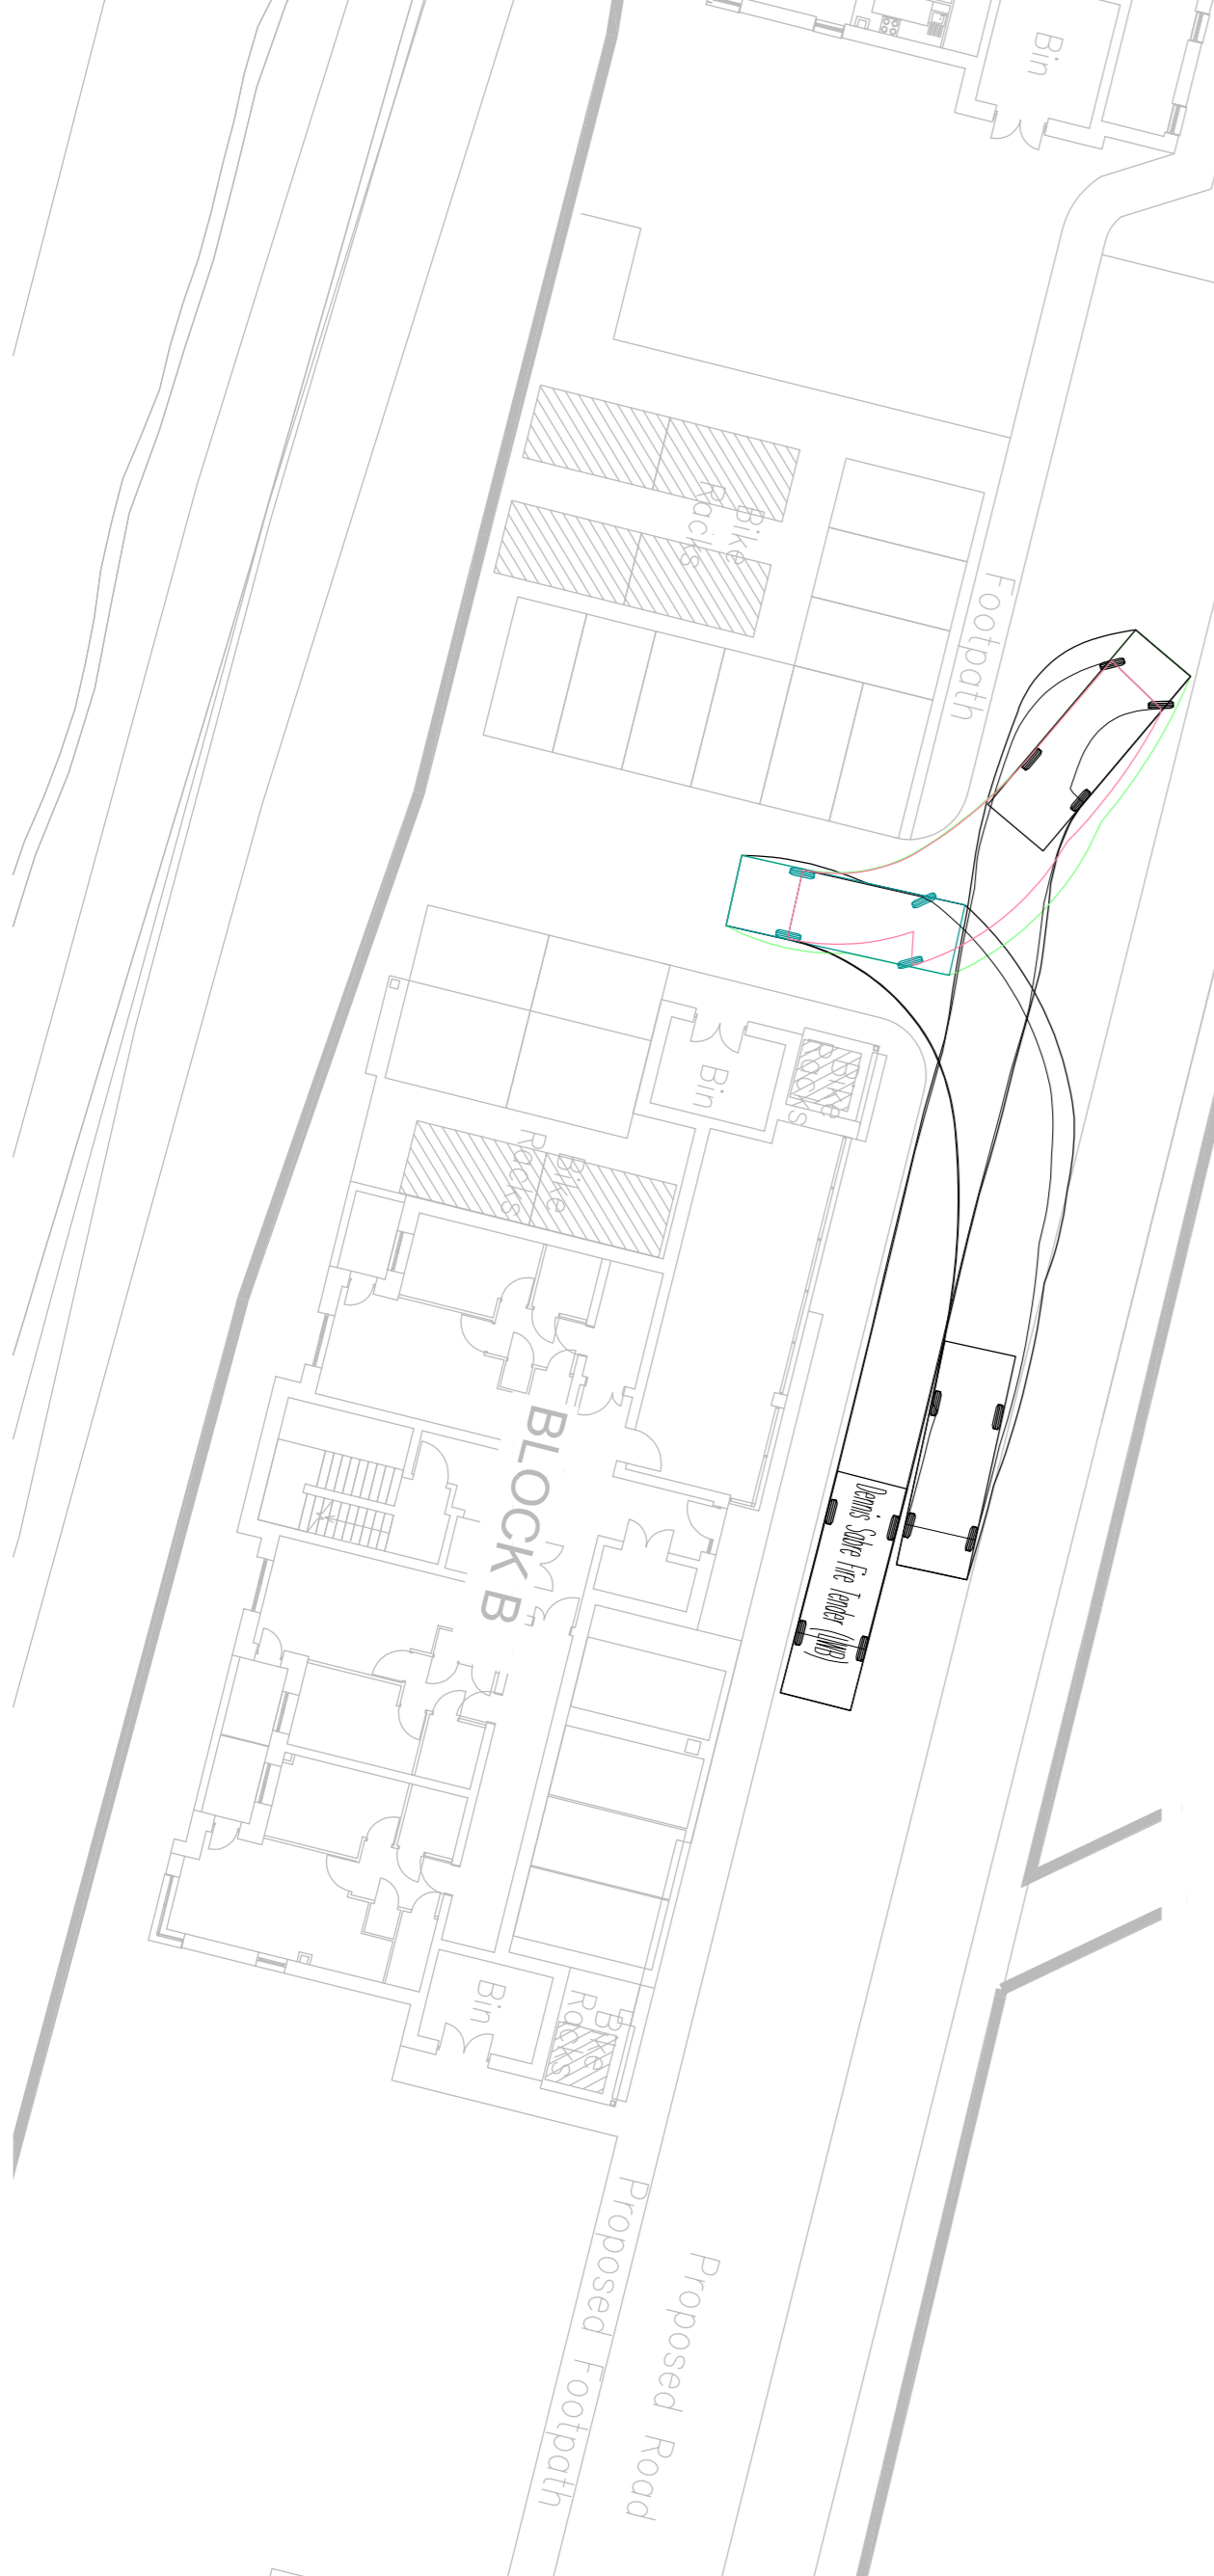 Bin
Bike
Racks
Footpath
Bin
Bike
Racks
Bike
Racks
BLOCK B
Dennis Sabre Fire Tender (LWB)
Bin
Bike
Racks
Proposed Footpath
Proposed Road